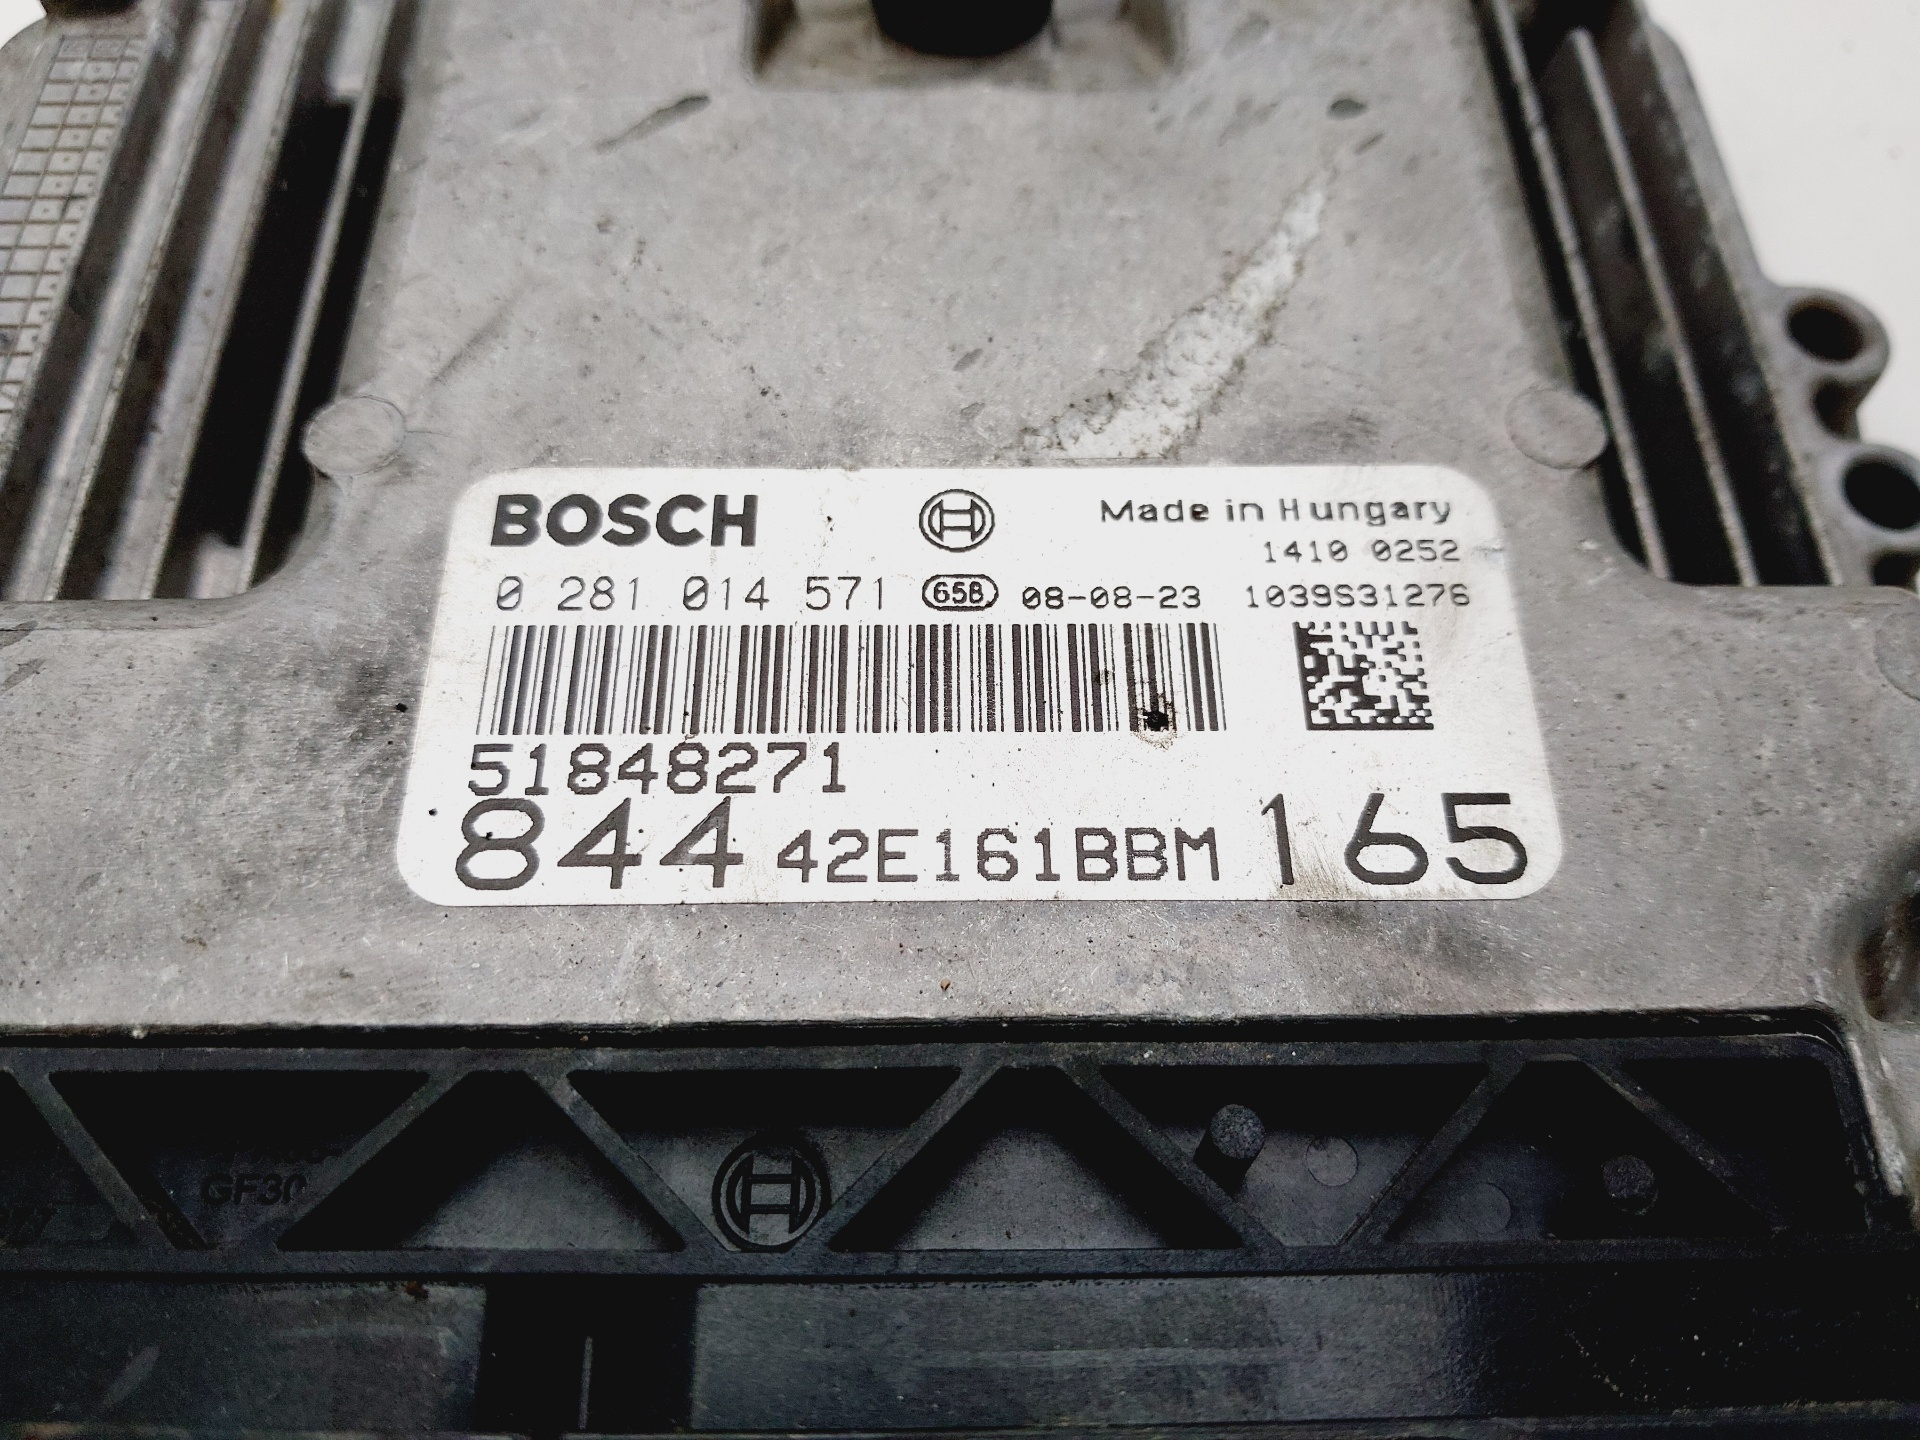 BOSCH Made in Hungary
1410 0252
0 281 014 571 65B 08-08-23 1039S31276
51848271
844 42E161BBM 165
GF30